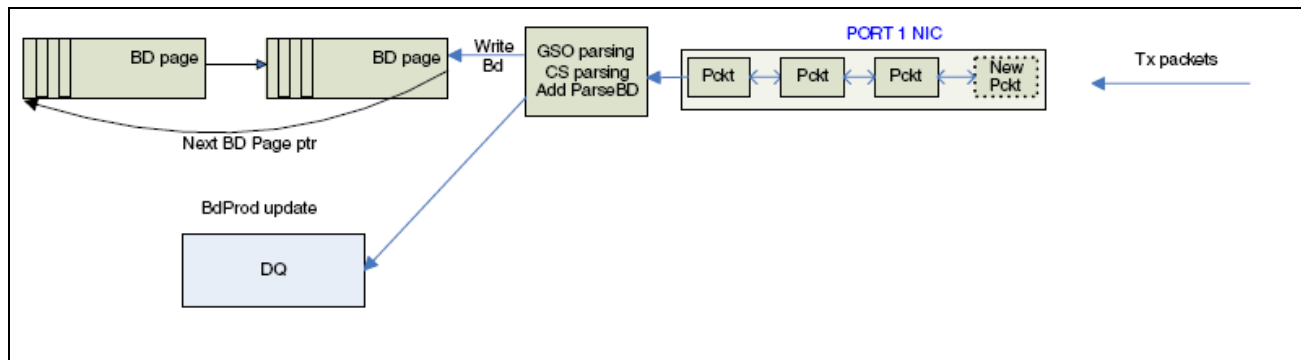 BD page
BD page
Write
Bd
GSO parsing
CS parsing
Add ParseBD
PORT 1 NIC
Pckt
Pckt
Pckt
New
Pckt
Tx packets
Next BD Page ptr
BdProd update
DQ